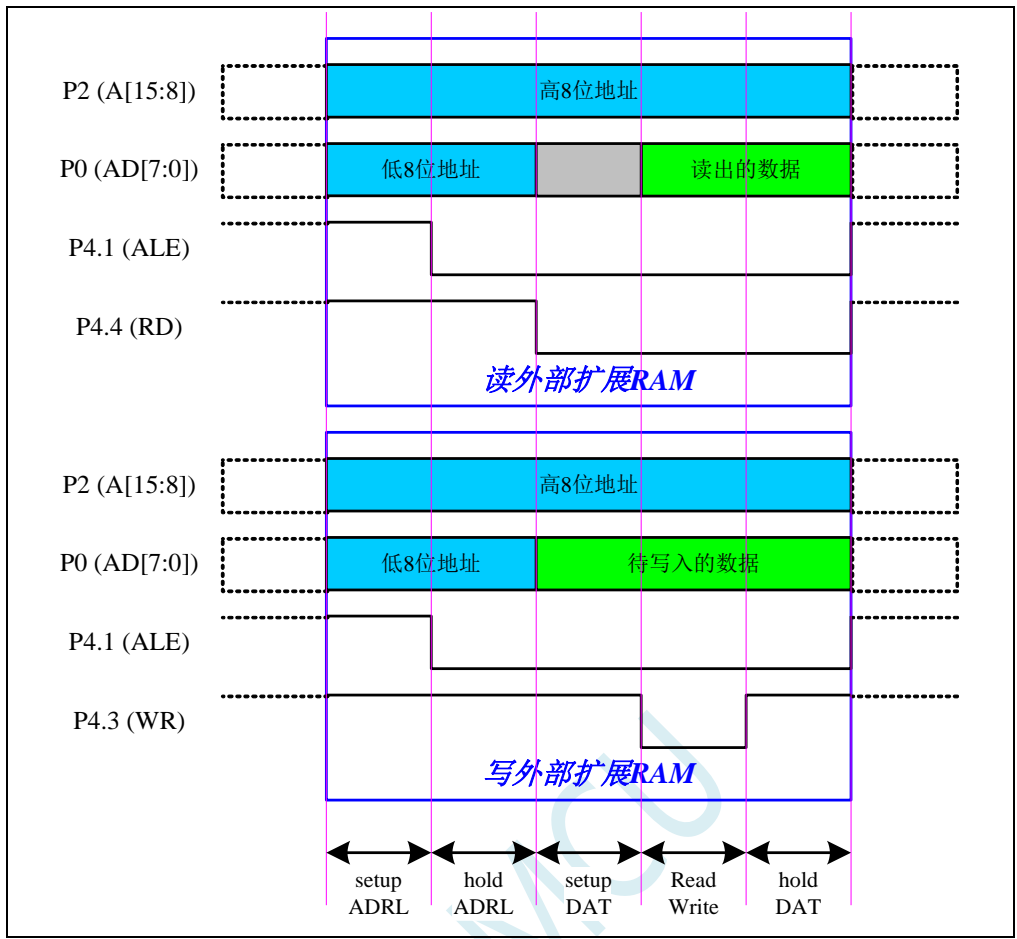 P2 (A[15:8])
高8位地址
P0 (AD[7:0])
低8位地址
读出的数据
P4.1 (ALE)
P4.4 (RD)
读外部扩展RAM
P2 (A[15:8])
高8位地址
P0 (AD[7:0])
低8位地址
待写入的数据
P4.1 (ALE)
P4.3 (WR)
写外部扩展RAM
setup
ADRL
hold
ADRL
setup
DAT
Read
Write
hold
DAT
MCU